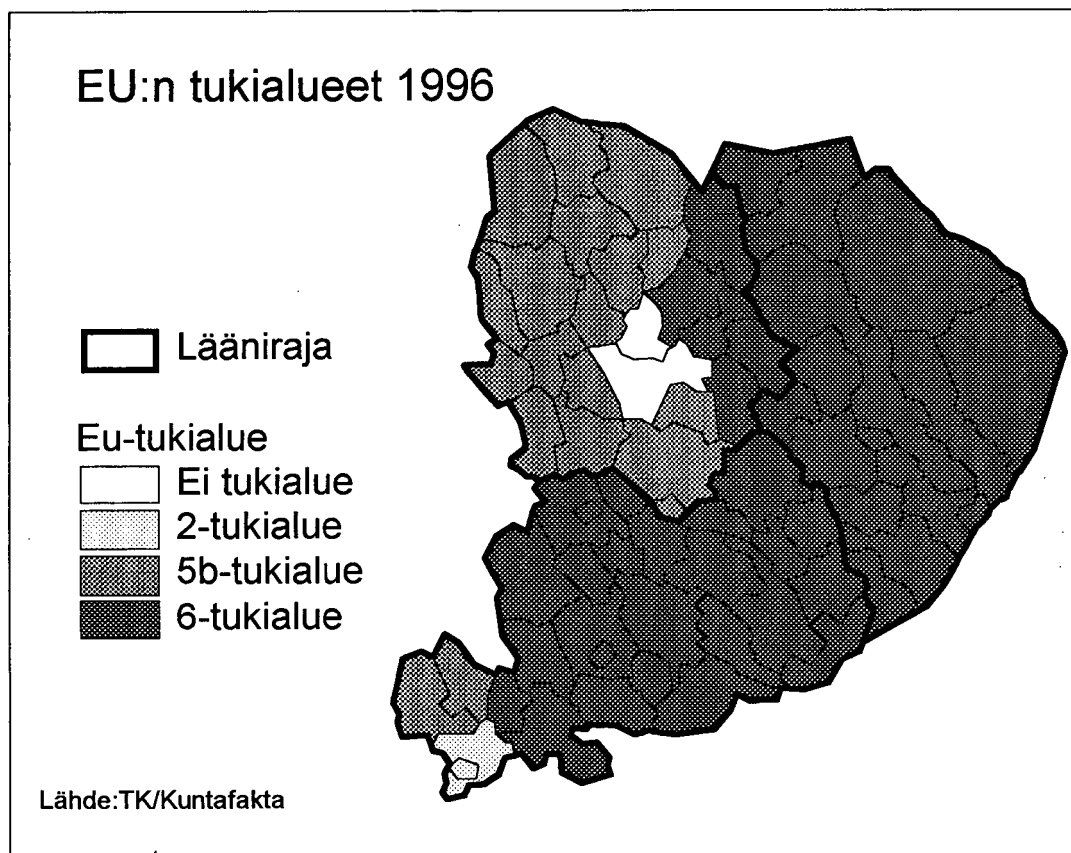 EU:n tukialueet 1996
Lääniraja
Eu-tukialue
Ei tukialue
2-tukialue
5b-tukialue
6-tukialue
Lähde:TK/Kuntafakta